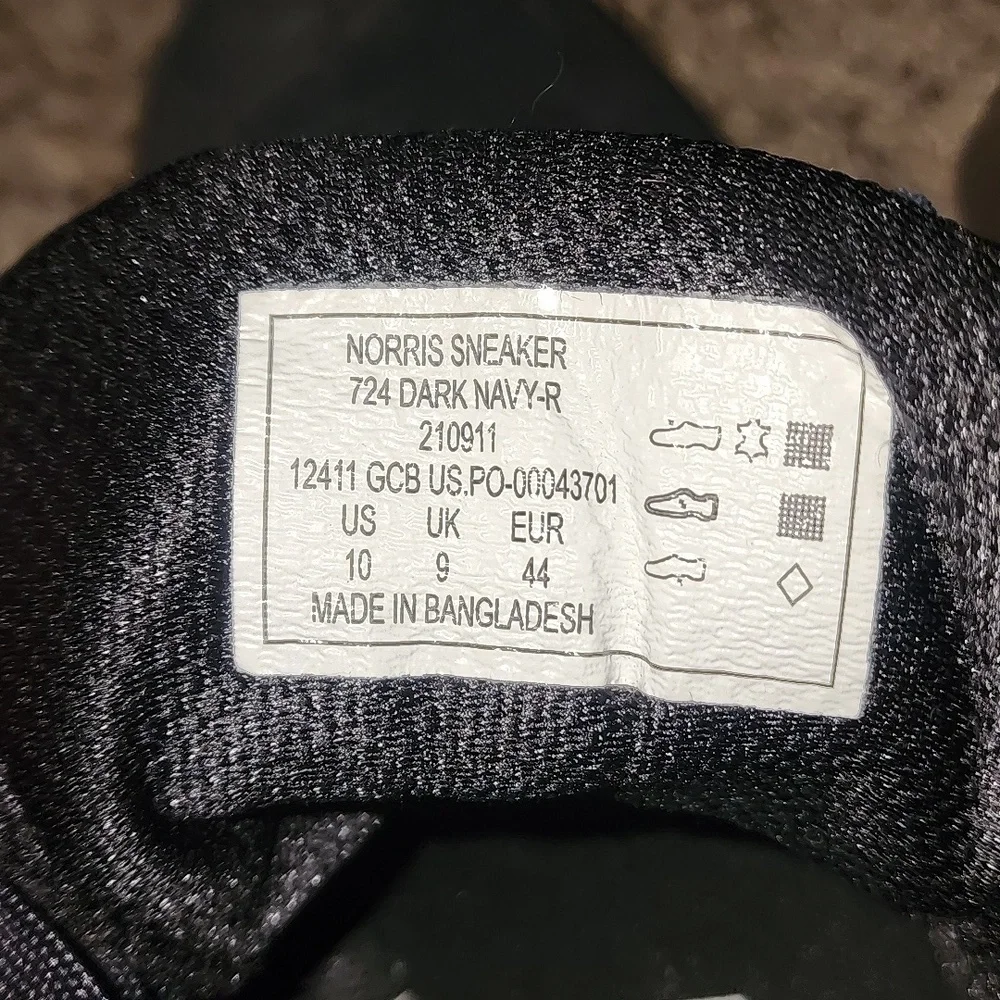 NORRIS SNEAKER
724 DARK NAVY-R
210911
12411 GCB US.PO-00043701
US UK EUR
10 9 44
MADE IN BANGLADESH